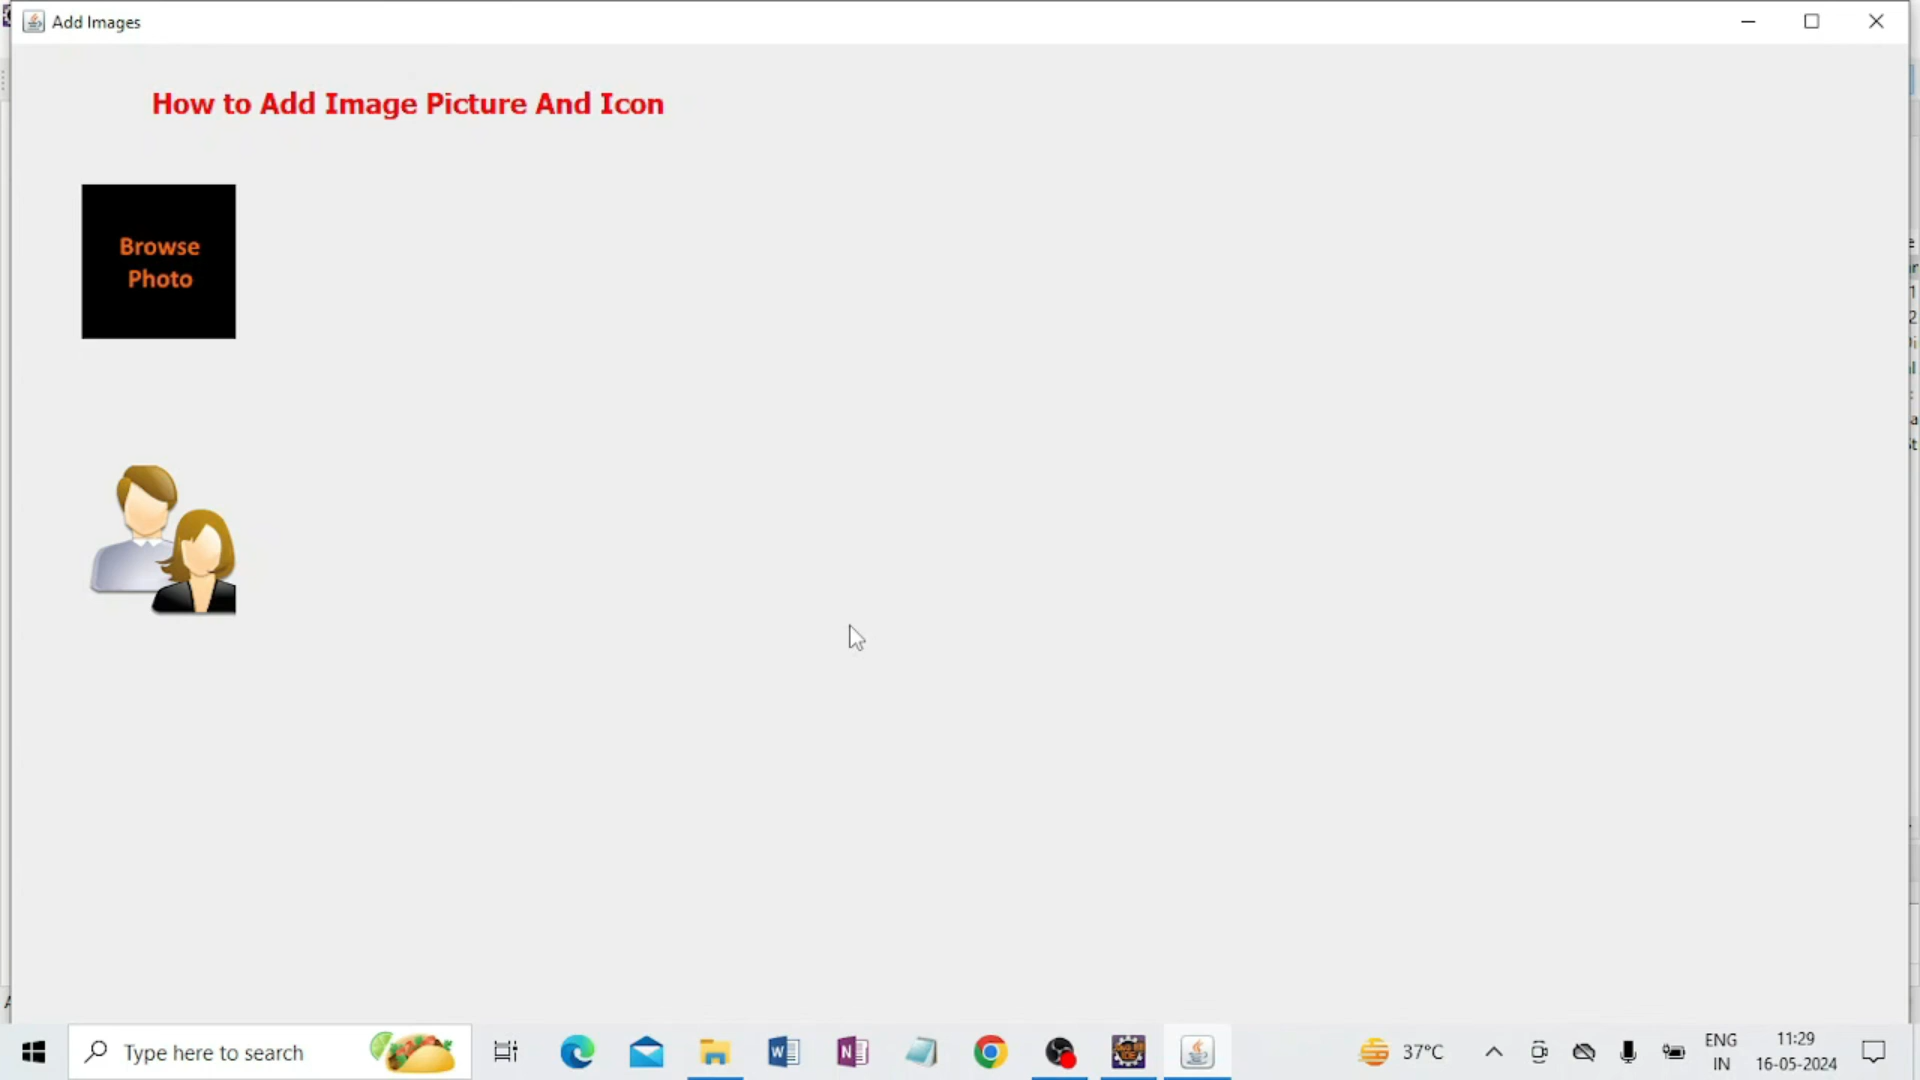 Add Images
How to Add Image Picture And Icon
Browse
Photo
Type here to search
37°C
ENG
IN
11:29
16-05-2024